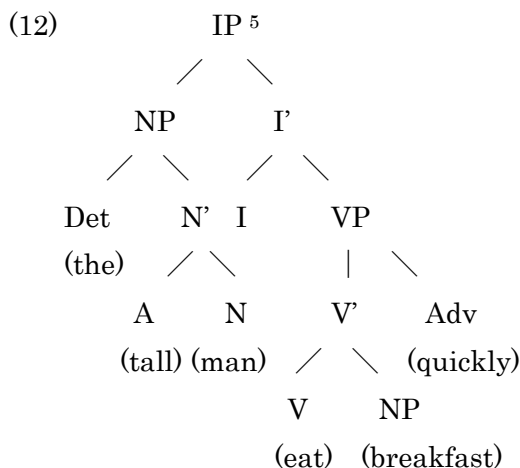 (12) IP 5
NP I’
Det N’ I VP
(the)
A N V’ Adv
(tall) (man) (quickly)
V NP
(eat) (breakfast)